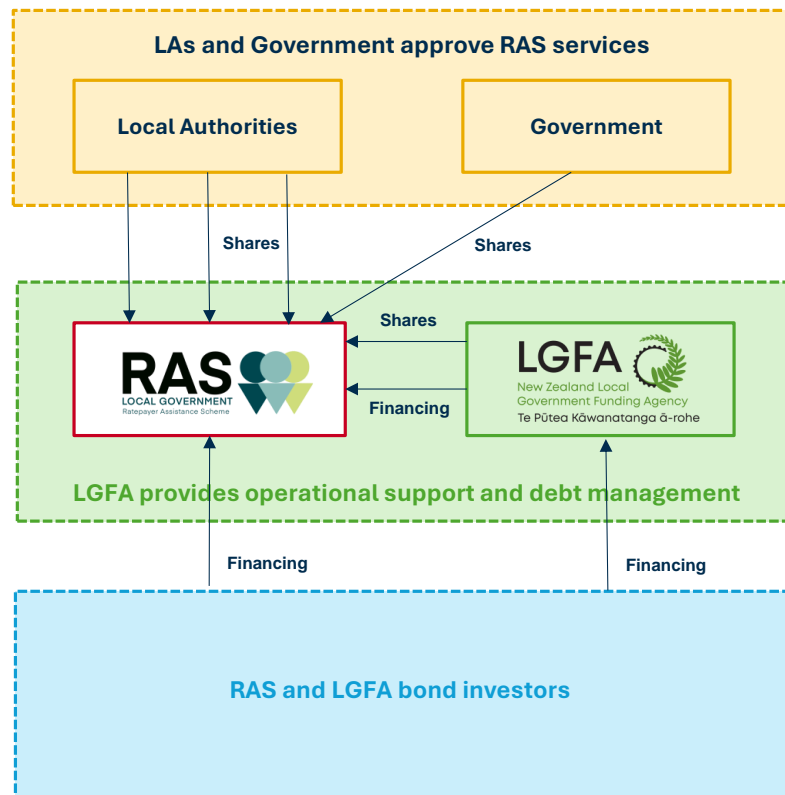 LAs and Government approve RAS services
Local Authorities
Government
Shares
Shares
Shares
RAS
LOCAL GOVERNMENT
Ratepayer Assistance Scheme
Financing
LGFA
New Zealand Local
Government Funding Agency
Te Pūtea Kāwanatanga ā-rohe
LGFA provides operational support and debt management
Financing
Financing
RAS and LGFA bond investors